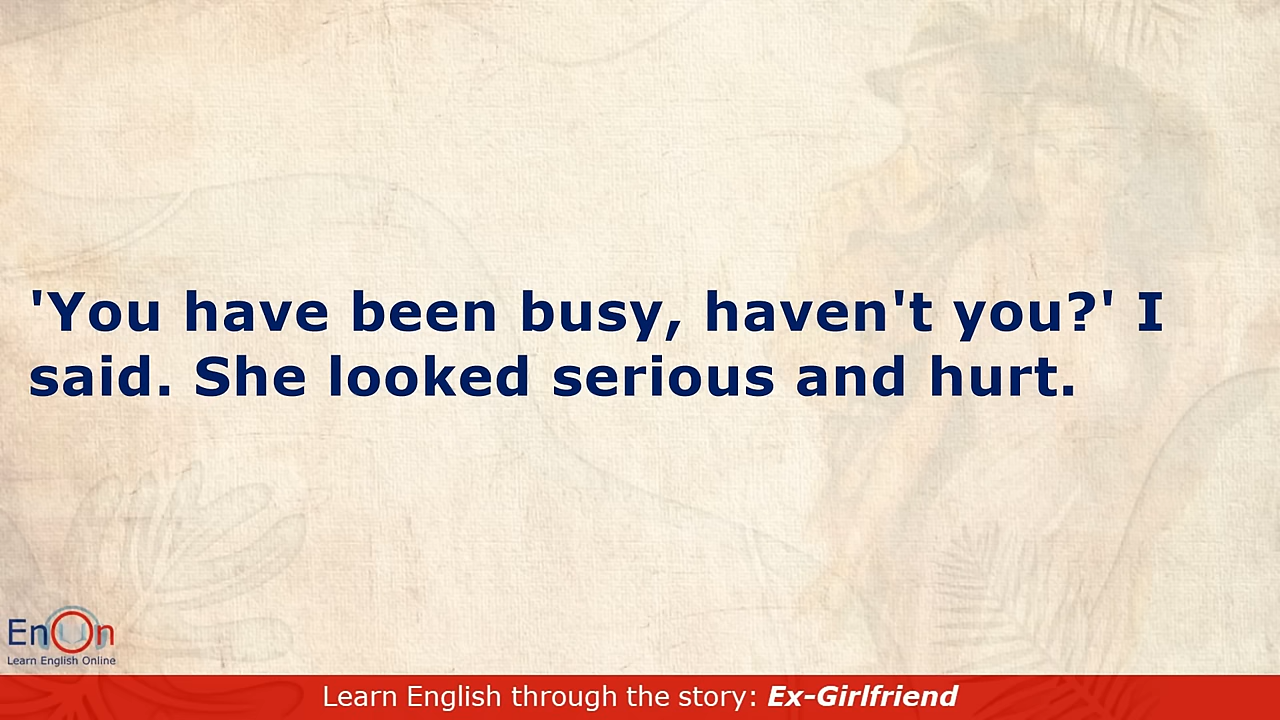 'You have been busy, haven't you?' I
said. She looked serious and hurt.
EnOn
Learn English Online
Learn English through the story: Ex-Girlfriend